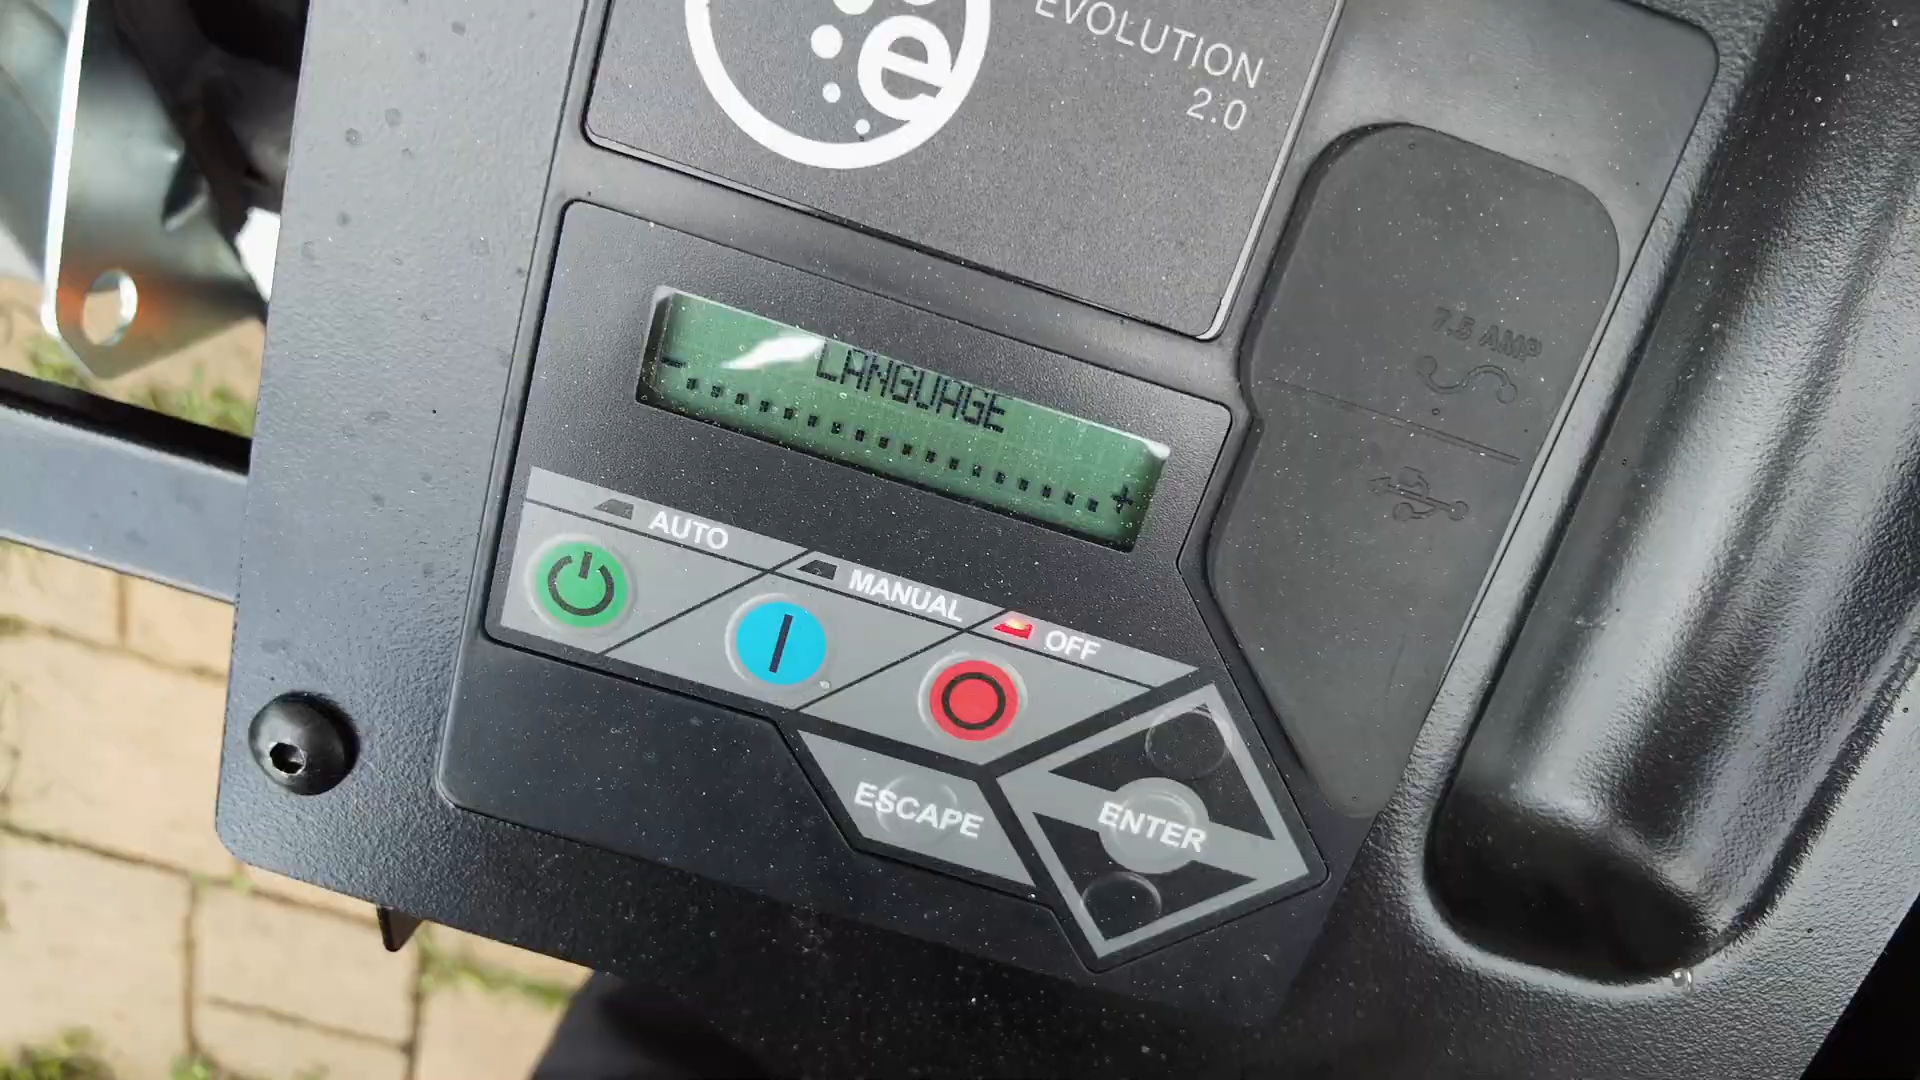 e
EVOLUTION
2.0
7.5 AMP
LANGUAGE
- +
AUTO
MANUAL
OFF
ESCAPE
ENTER